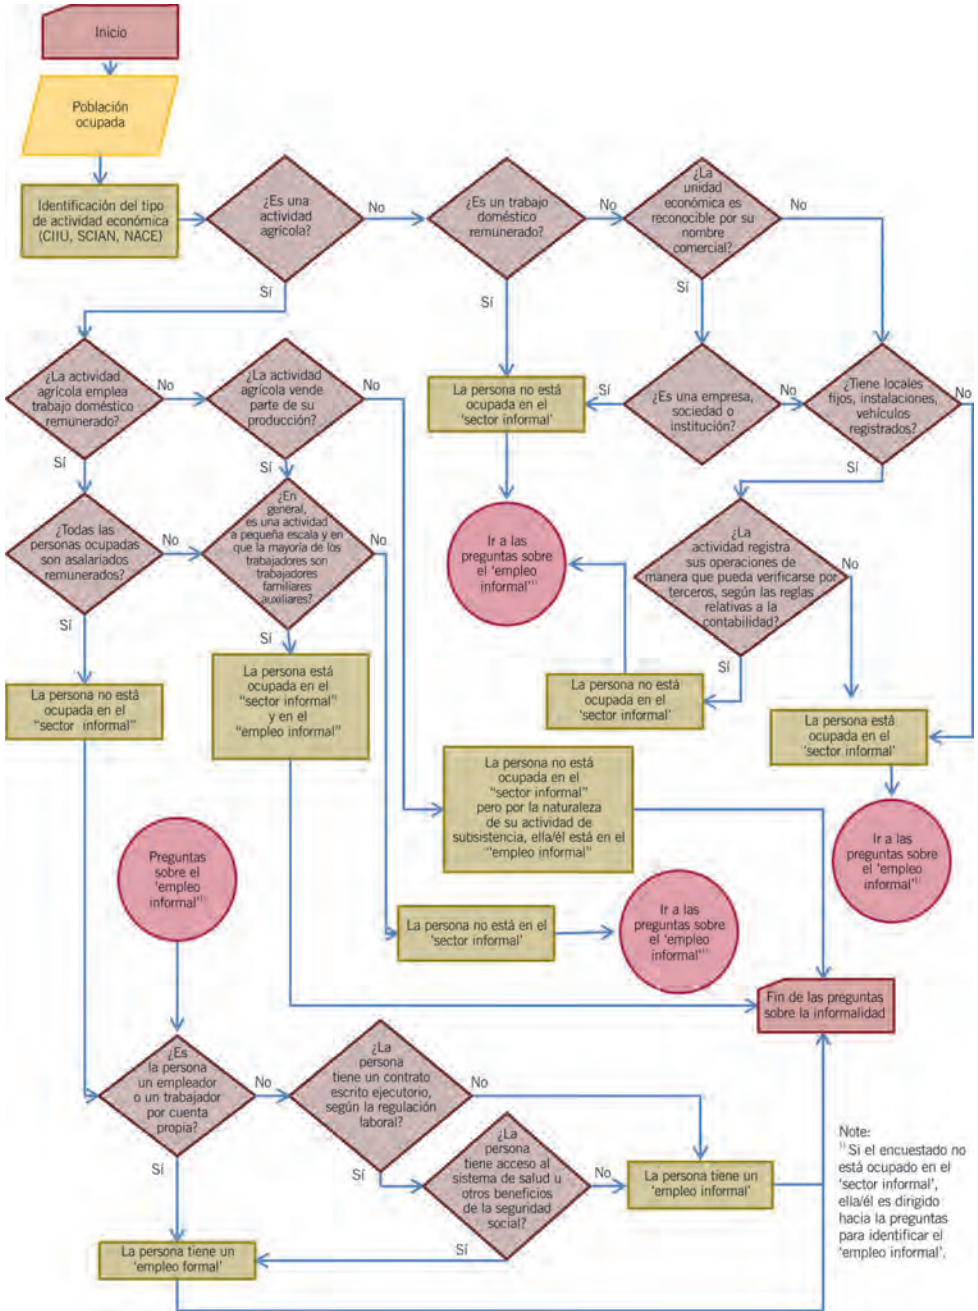 Inicio
Población
ocupada
Identificación del tipo
de actividad económica
(CIIU, SCIAN, NACE)
¿Es una
actividad
agrícola?
No
¿Es un trabajo
doméstico
remunerado?
No
¿La
unidad
económica es
reconocible por su
nombre
comercial?
No
Sí
Sí
Sí
¿La actividad
agrícola emplea
trabajo doméstico
remunerado?
No
¿La actividad
agrícola vende
parte de su
producción?
No
La persona no está
ocupada en el
'sector informal'
Sí
¿Es una empresa,
sociedad o
institución?
No
¿Tiene locales
fijos, instalaciones,
vehículos
registrados?
No
Sí
Sí
Sí
¿Todas las
personas ocupadas
son asalariados
remunerados?
No
¿En
general,
es una actividad
a pequeña escala y en
que la mayoría de los
trabajadores son
trabajadores
familiares
auxiliares?
No
Ir a las
preguntas sobre
el 'empleo
informal'¹⁾
¿La
actividad registra
sus operaciones de
manera que pueda verificarse por
terceros, según las reglas
relativas a la
contabilidad?
No
Sí
Sí
Sí
La persona no está
ocupada en el
"sector informal"
La persona está
ocupada en el
"sector informal"
y en el
"empleo informal"
La persona no está
ocupada en el
'sector informal'
La persona está
ocupada en el
'sector informal'
La persona no está
ocupada en el
"sector informal"
pero por la naturaleza
de su actividad de
subsistencia, ella/él está en el
"empleo informal"
Ir a las
preguntas sobre
el 'empleo
informal'¹⁾
Preguntas
sobre el
'empleo
informal'¹⁾
La persona no está en el
'sector informal'
Ir a las
preguntas sobre
el 'empleo
informal'¹⁾
Fin de las preguntas
sobre la informalidad
¿Es
la persona
un empleador
o un trabajador
por cuenta
propia?
No
¿La
persona
tiene un contrato
escrito ejecutorio,
según la regulación
laboral?
No
Sí
Sí
¿La
persona
tiene acceso al
sistema de salud u
otros beneficios
de la seguridad
social?
No
La persona tiene un
'empleo informal'
Sí
La persona tiene un
'empleo formal'
Note:
¹⁾ Si el encuestado no
está ocupado en el
'sector informal',
ella/él es dirigido
hacia la preguntas
para identificar el
'empleo informal'.